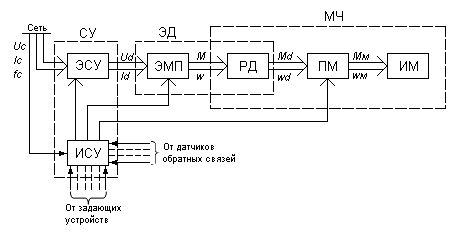 МЧ
СУ
ЭД
Сеть
Uc
Ic
fc
ЭСУ
Ud
Id
ЭМП
M
w
РД
Md
wd
ПМ
Мм
wм
ИМ
ИСУ
От датчиков
обратных связей
От задающих
устройств